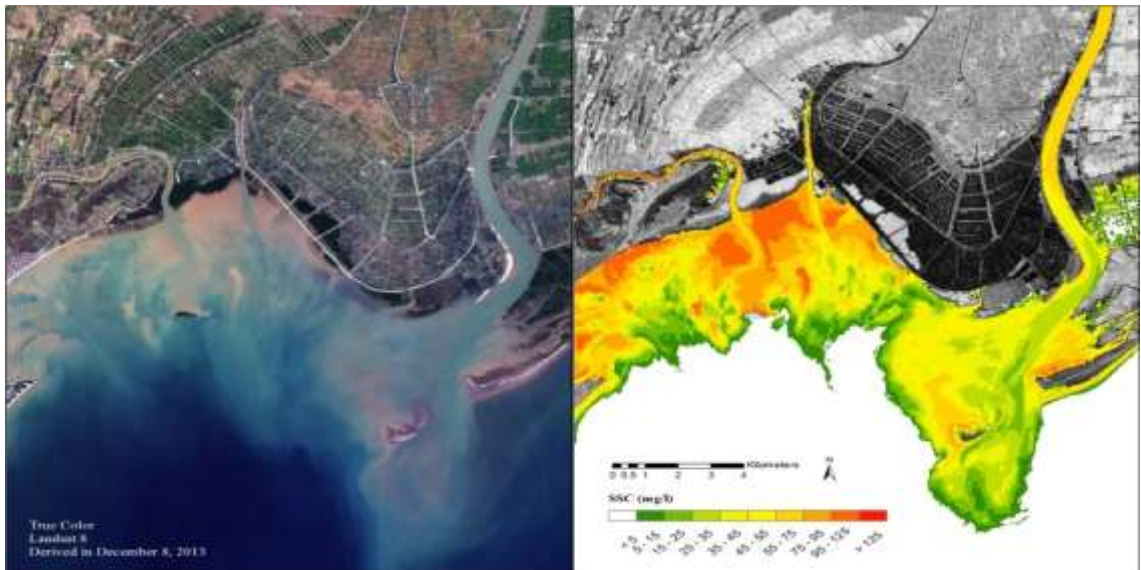 True Color
Landsat 8
Derived in December 8, 2013
N
Kilometers
0 0.5 1 2 3 4
SSC (mg/l)
< 5 5 - 15 15 - 25 25 - 35 35 - 45 45 - 55 55 - 75 75 - 95 95 - 125 > 125